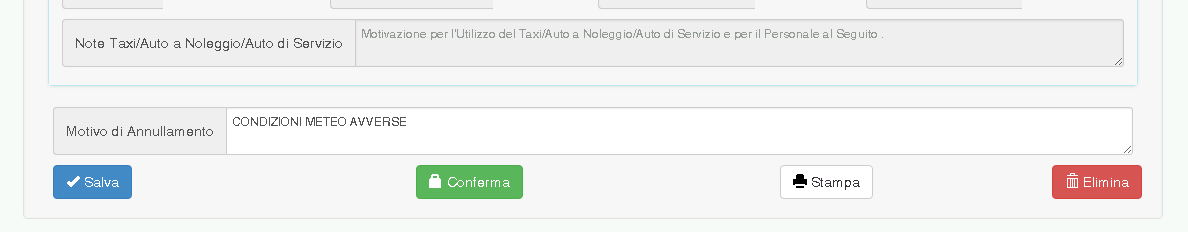 Note Taxi/Auto a Noleggio/Auto di Servizio
Motivazione per l'Utilizzo del Taxi/Auto a Noleggio/Auto di Servizio e per il Personale al Seguito .
Motivo di Annullamento
CONDIZIONI METEO AVVERSE
Salva
Conferma
Stampa
Elimina